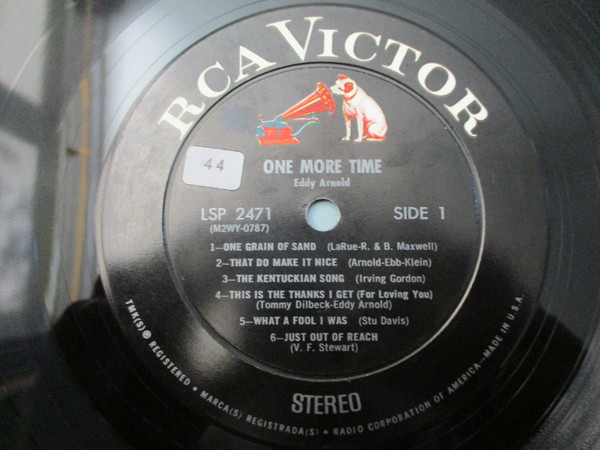 RCA VICTOR
44
ONE MORE TIME
Eddy Arnold
LSP 2471
(M2WY-0787)
SIDE 1
1—ONE GRAIN OF SAND (LaRue-R. & B. Maxwell)
2—THAT DO MAKE IT NICE (Arnold-Ebb-Klein)
3—THE KENTUCKIAN SONG (Irving Gordon)
4—THIS IS THE THANKS I GET (For Loving You)
(Tommy Dilbeck-Eddy Arnold)
5—WHAT A FOOL I WAS (Stu Davis)
6—JUST OUT OF REACH
(V. F. Stewart)
STEREO
TMK(S) ® REGISTERED • MARCA(S) REGISTRADA(S) • RADIO CORPORATION OF AMERICA—MADE IN U.S.A.